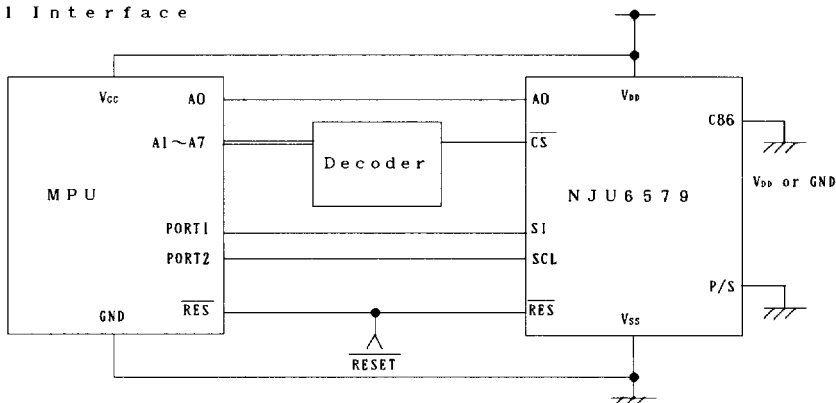 l Interface
Vcc
A0
A0
VDD
C86
A1~A7
Decoder
CS
VDD or GND
MPU
NJU6579
PORT1
SI
PORT2
SCL
P/S
RES
RES
GND
Vss
RESET